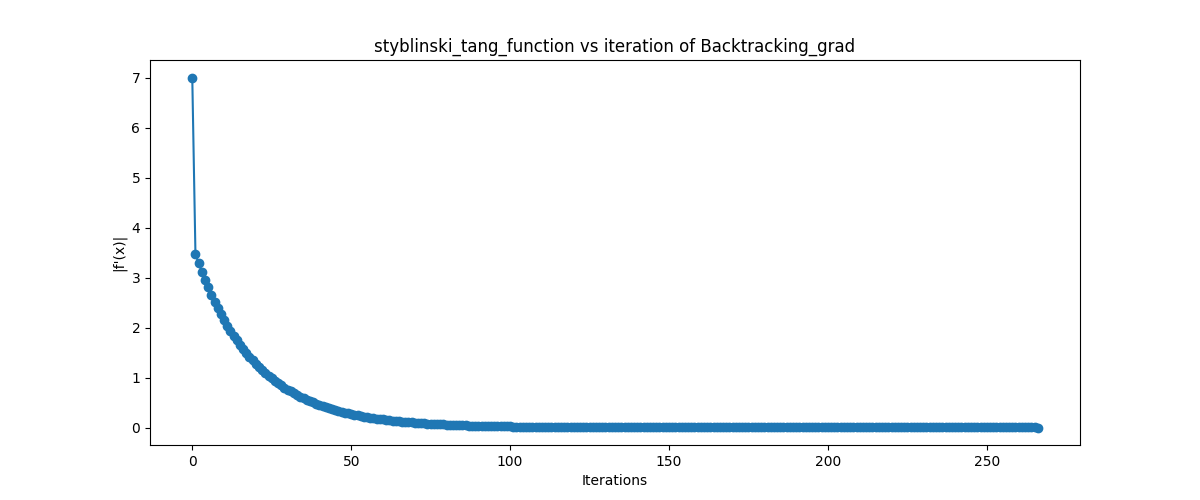 styblinski_tang_function vs iteration of Backtracking_grad
7
6
5
4
3
2
1
0
|f'(x)|
0 50 100 150 200 250
Iterations